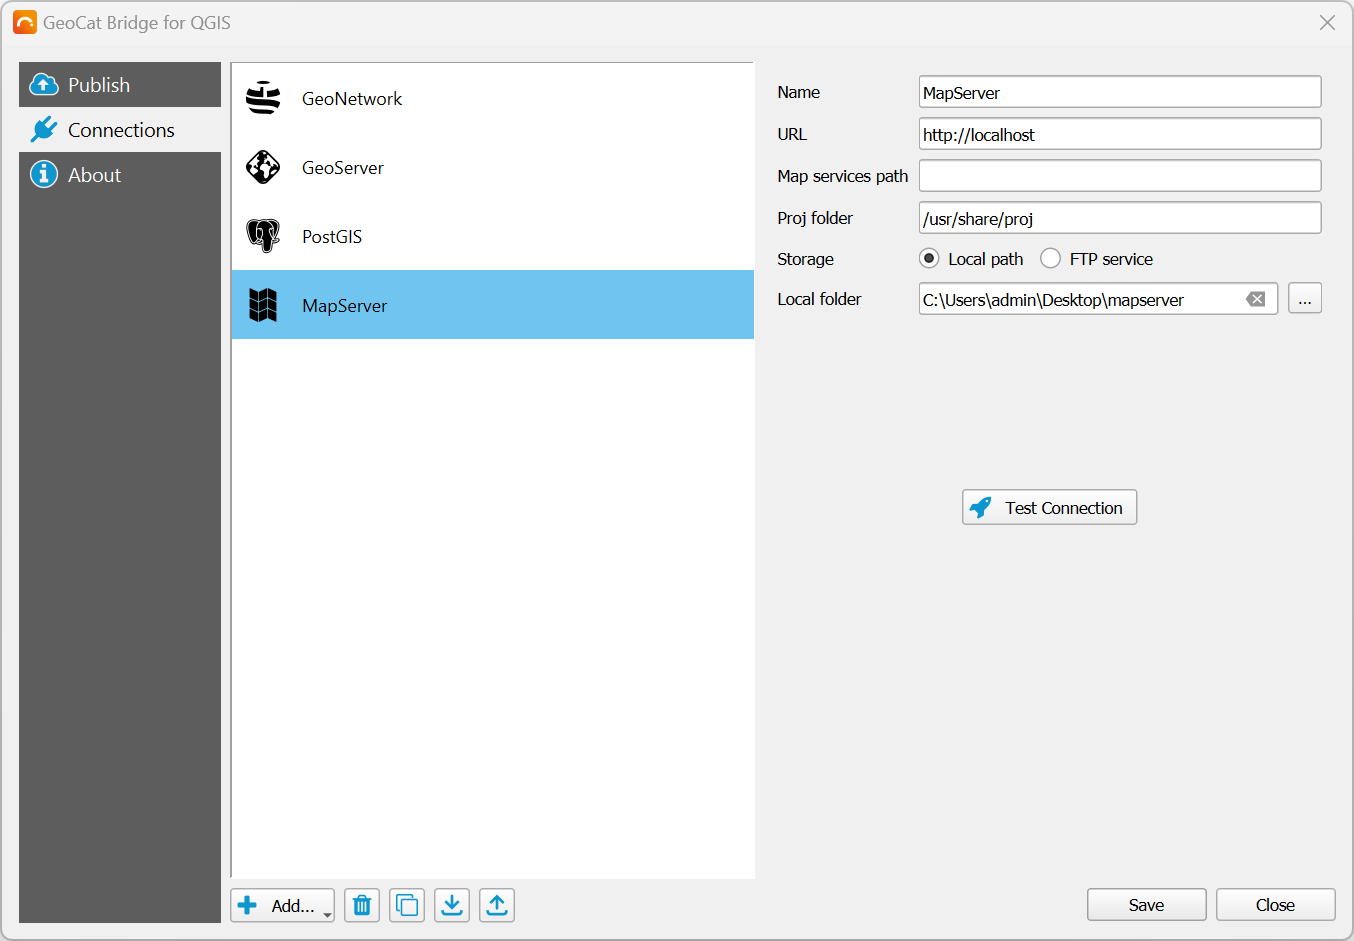 GeoCat Bridge for QGIS
Publish
Connections
About
GeoNetwork
GeoServer
PostGIS
MapServer
Name
MapServer
URL
http://localhost
Map services path
Proj folder
/usr/share/proj
Storage
Local path
FTP service
Local folder
C:\Users\admin\Desktop\mapserver
...
Test Connection
Add...
Save
Close